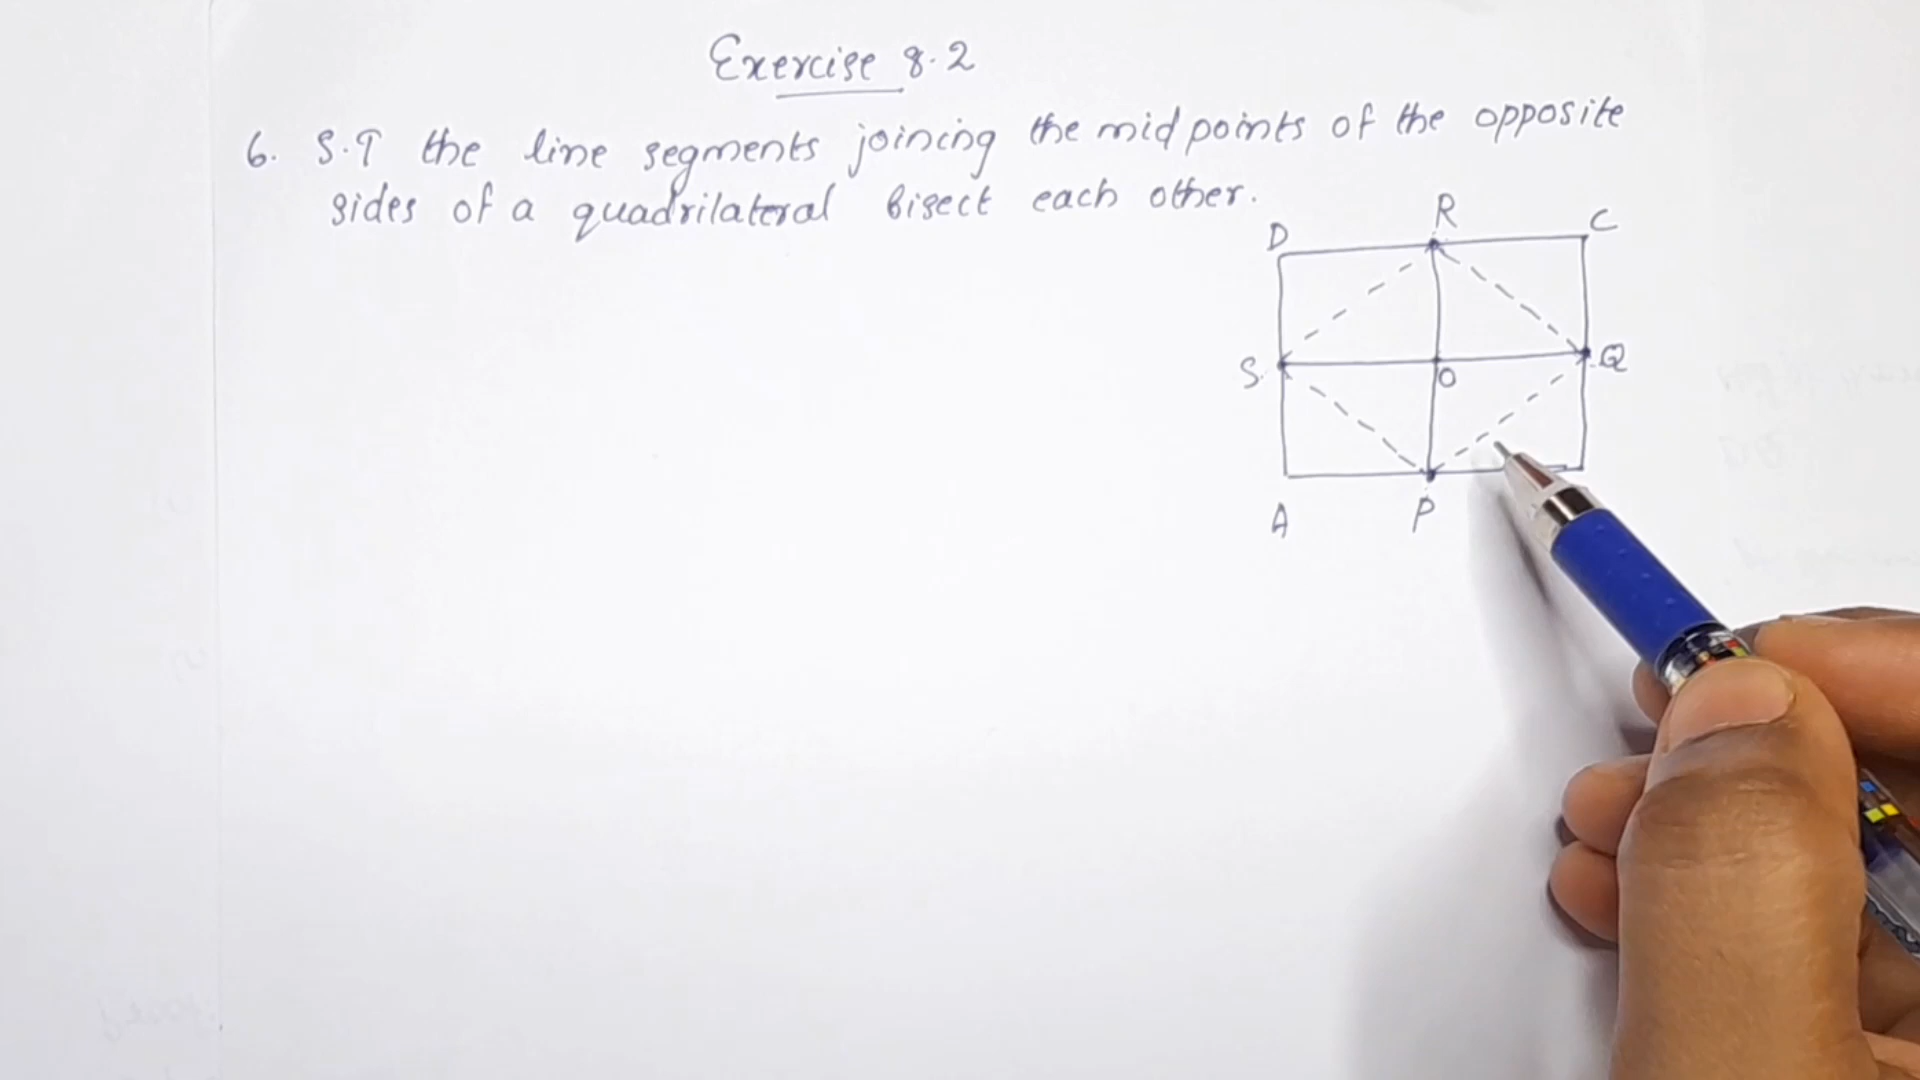 Exercise 8.2
6. S.T the line segments joining the midpoints of the opposite
sides of a quadrilateral bisect each other.
D R C
S O Q
A P